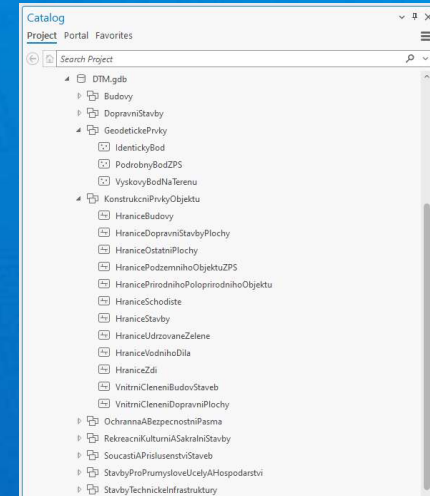 Catalog
Project Portal Favorites
Search Project
DTM.gdb
Budovy
DopravniStavby
GeodetickePrvky
IdentickyBod
PodrobnyBodZPS
VyskovyBodNaTerenu
KonstrukcniPrvkyObjektu
HraniceBudovy
HraniceDopravniStavbyPlochy
HraniceOstatniPlochy
HranicePodzemnihoObjektuZPS
HranicePrirodnihoPoloprirodnihoObjektu
HraniceSchodiste
HraniceStavby
HraniceUdrzovaneZelene
HraniceVodnihoDila
HraniceZdi
VnitrniCleneniBudovStaveb
VnitrniCleneniDopravniPlochy
OchrannaABezpecnostniPasma
RekreacniKulturniASakralniStavby
SoucastiAPrislusenstviStaveb
StavbyProPrumysloveUcelyAHospodarstvi
StavbyTechnickeInfrastruktury